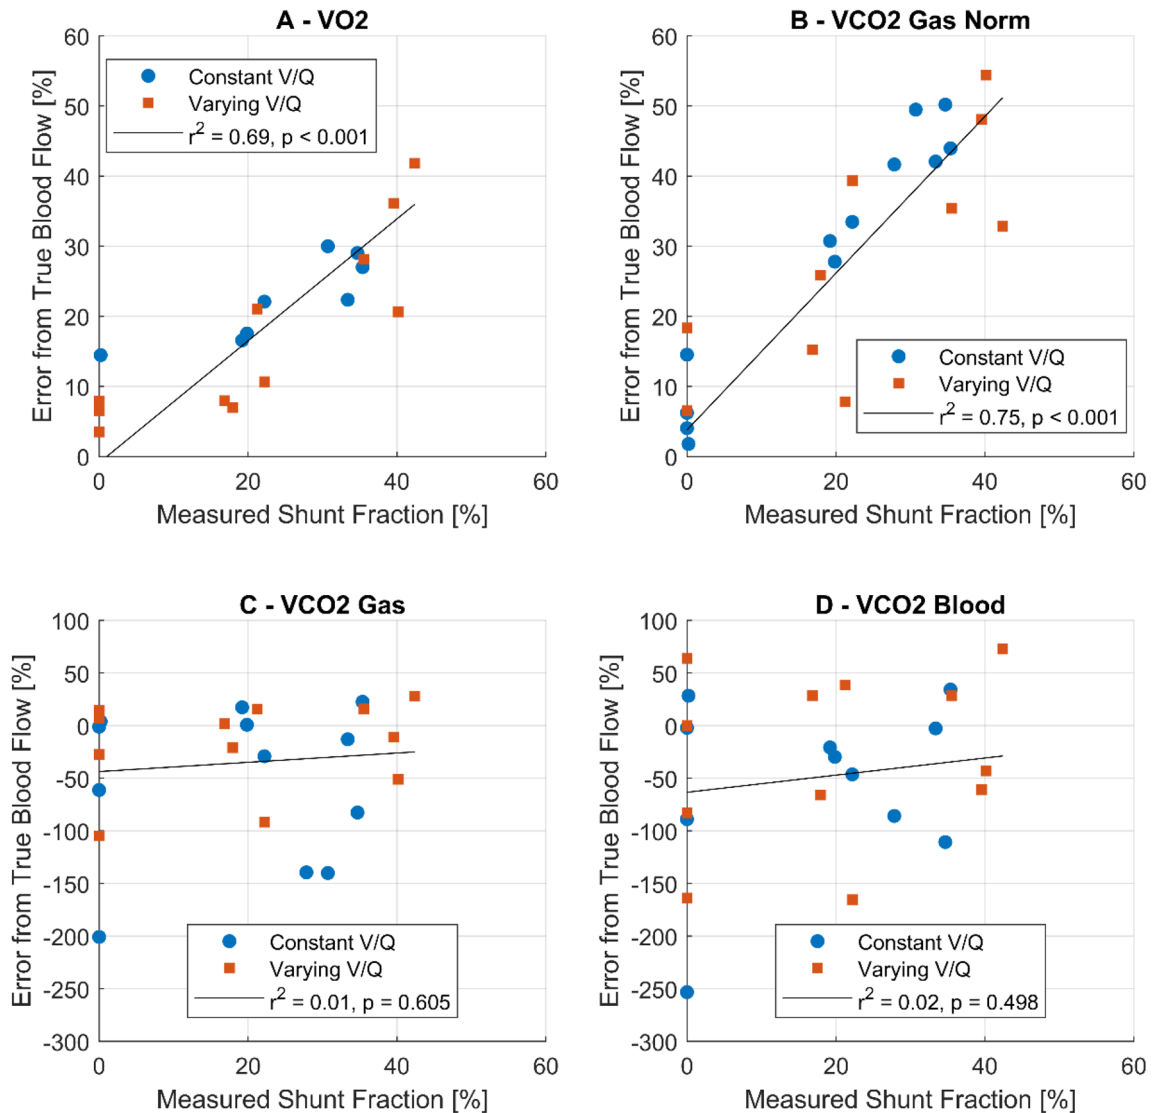 A - VO2
Error from True Blood Flow [%]
60
50
40
30
20
10
0
Constant V/Q
Varying V/Q
r² = 0.69, p < 0.001
0 20 40 60
Measured Shunt Fraction [%]
B - VCO2 Gas Norm
Error from True Blood Flow [%]
60
50
40
30
20
10
0
Constant V/Q
Varying V/Q
r² = 0.75, p < 0.001
0 20 40 60
Measured Shunt Fraction [%]
C - VCO2 Gas
Error from True Blood Flow [%]
100
50
0
-50
-100
-150
-200
-250
-300
Constant V/Q
Varying V/Q
r² = 0.01, p = 0.605
0 20 40 60
Measured Shunt Fraction [%]
D - VCO2 Blood
Error from True Blood Flow [%]
100
50
0
-50
-100
-150
-200
-250
-300
Constant V/Q
Varying V/Q
r² = 0.02, p = 0.498
0 20 40 60
Measured Shunt Fraction [%]